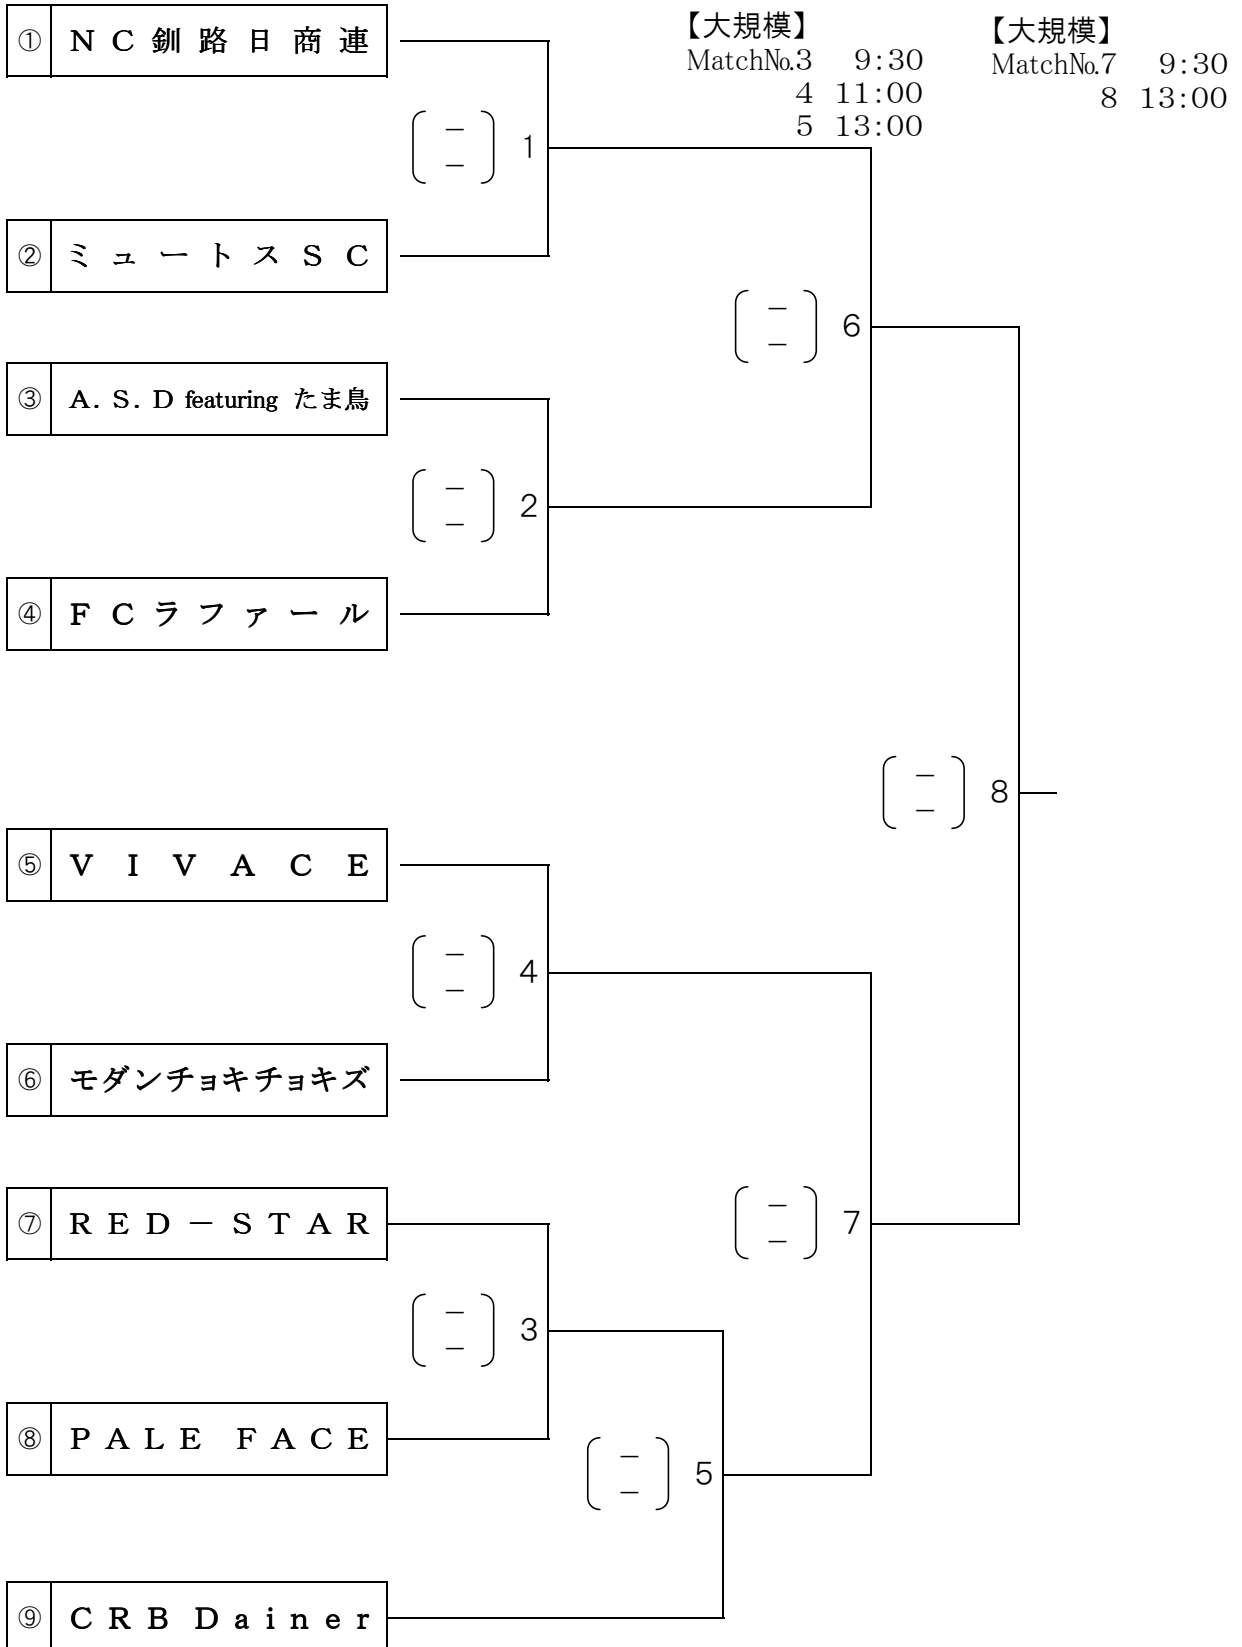 【大規模】 【大規模】
① NC釧路日商連
MatchNo.3 9:30 MatchNo.7 9:30
4 11:00 8 13:00
5 13:00
－
－ 1
② ミュートスSC
－
－ 6
③ A.S.D featuring たま鳥
－
－ 2
④ FCラファール
－
－ 8
⑤ VIVACE
－
－ 4
⑥ モダンチョキチョキズ
⑦ RED－STAR
－
－ 7
－
－ 3
⑧ PALE FACE
－
－ 5
⑨ CRB Dainer